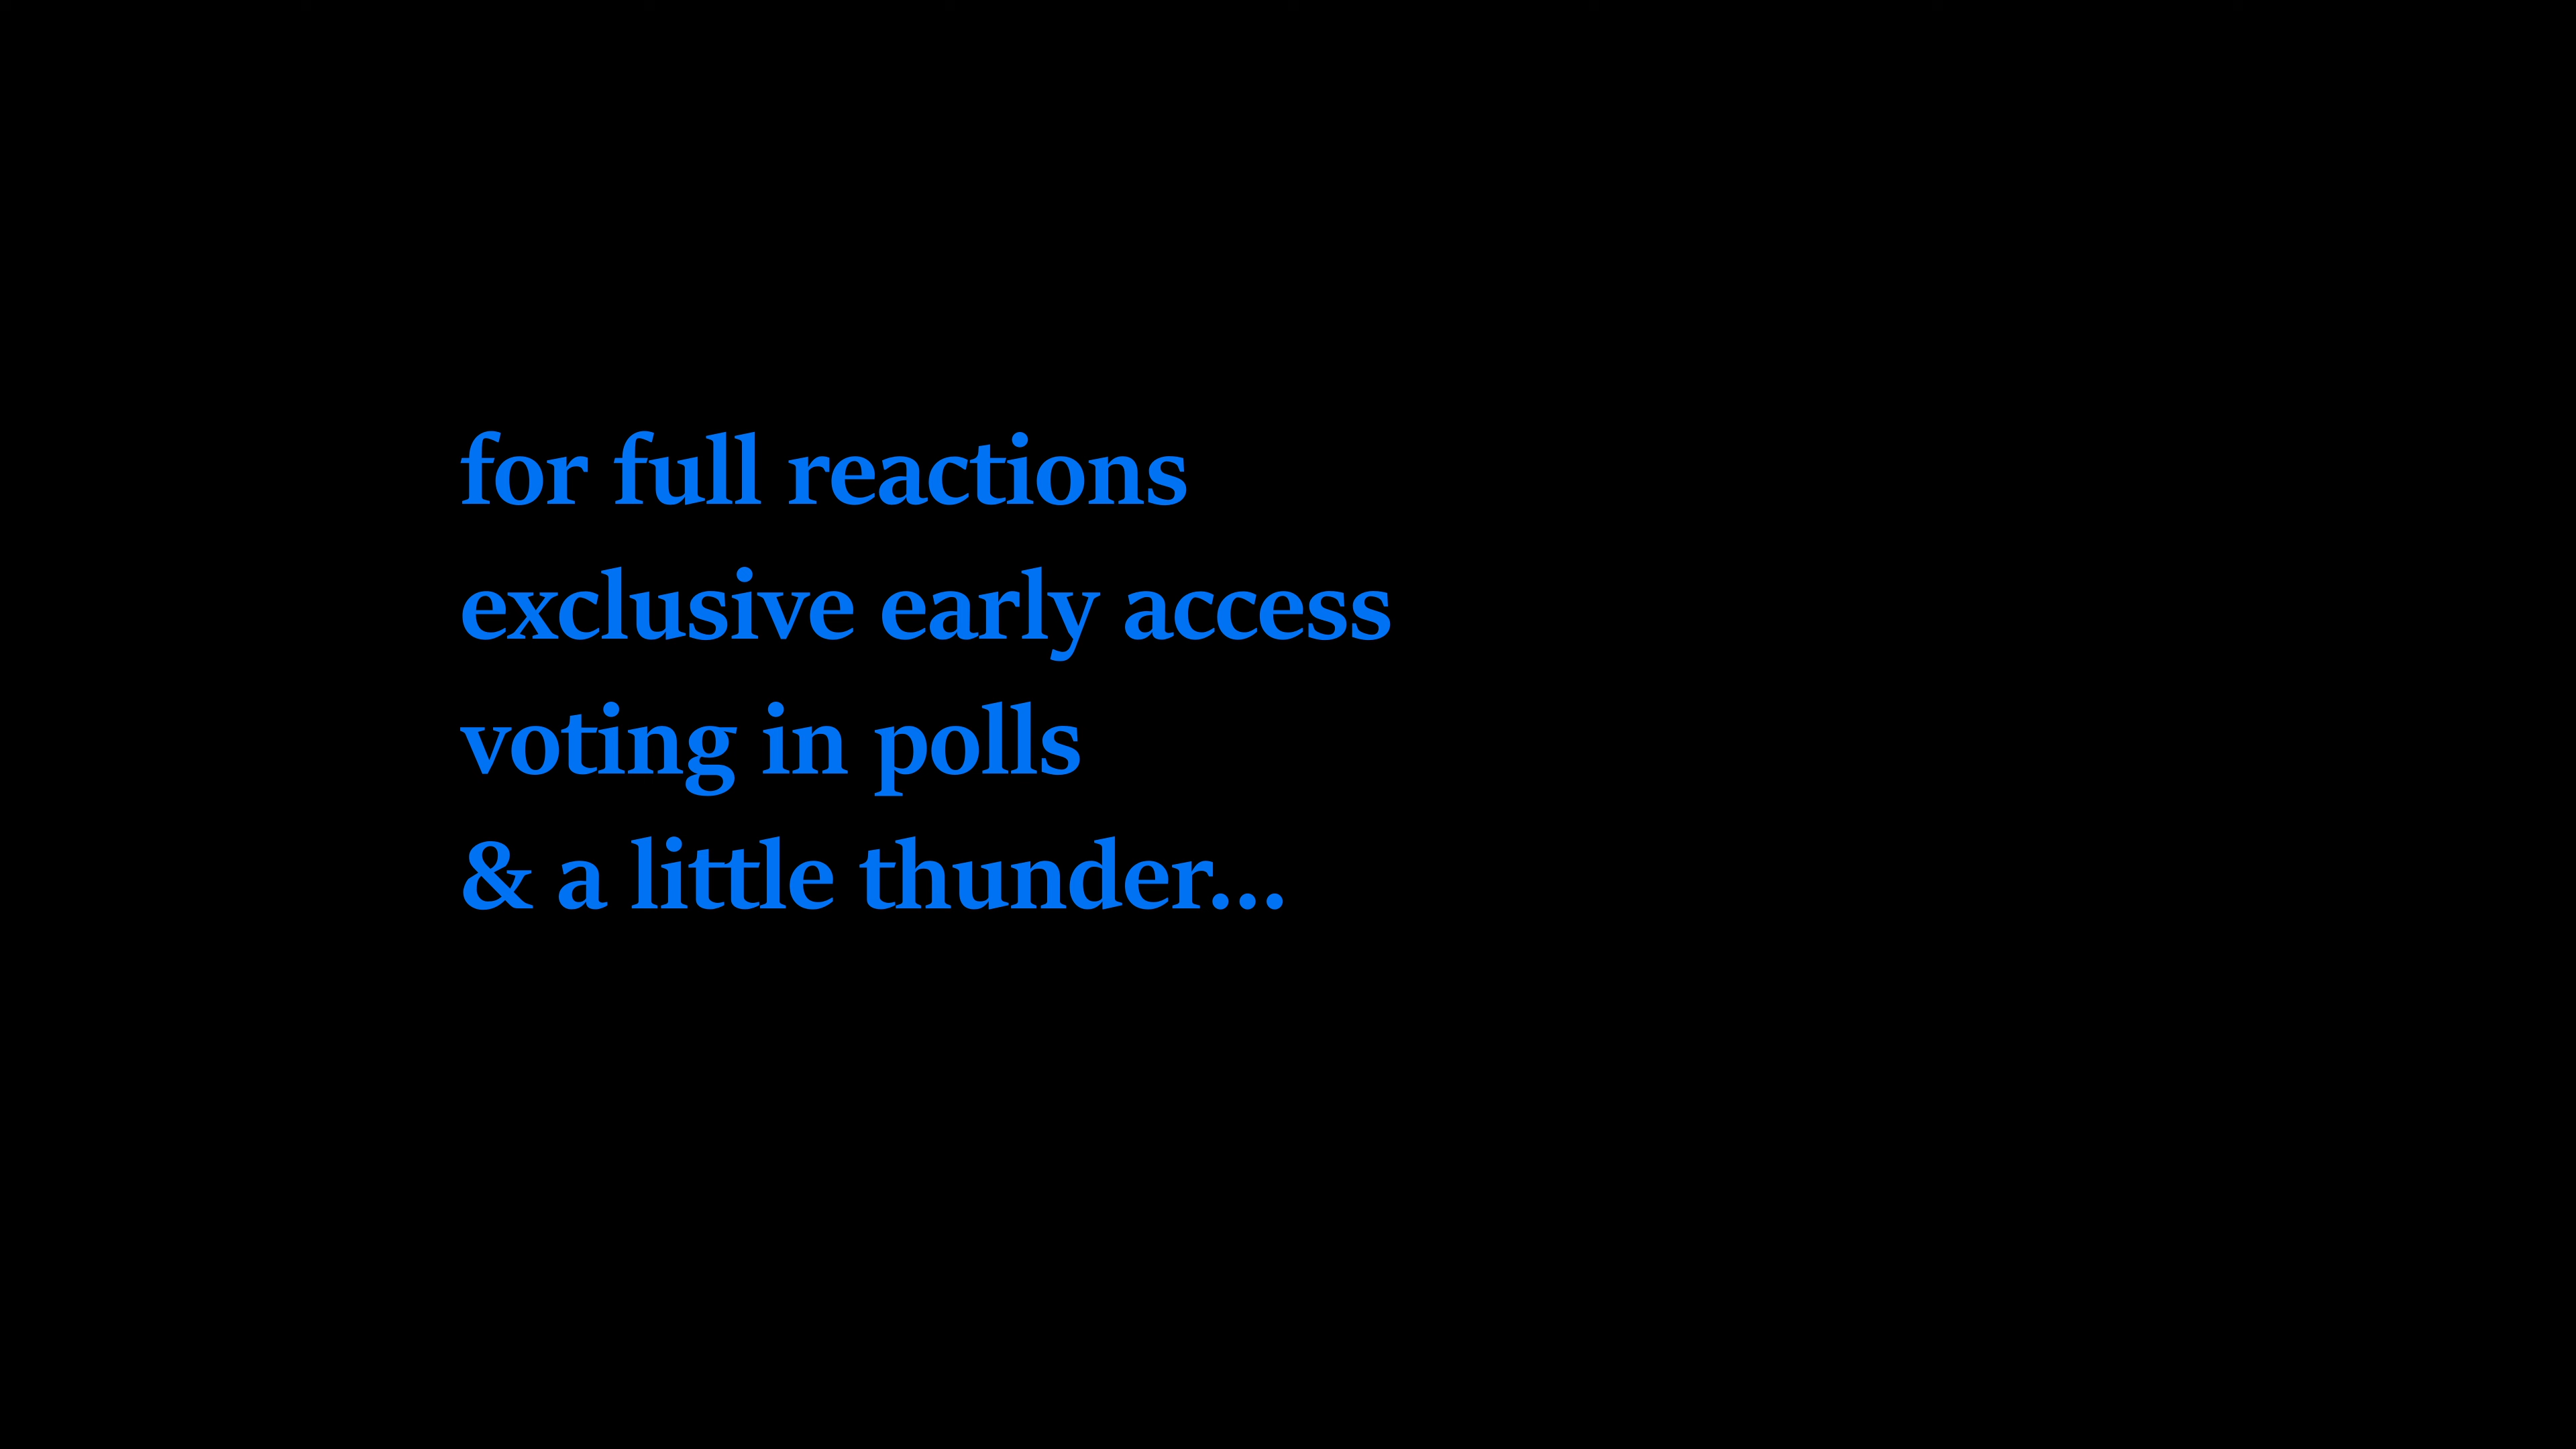 for full reactions
exclusive early access
voting in polls
& a little thunder...